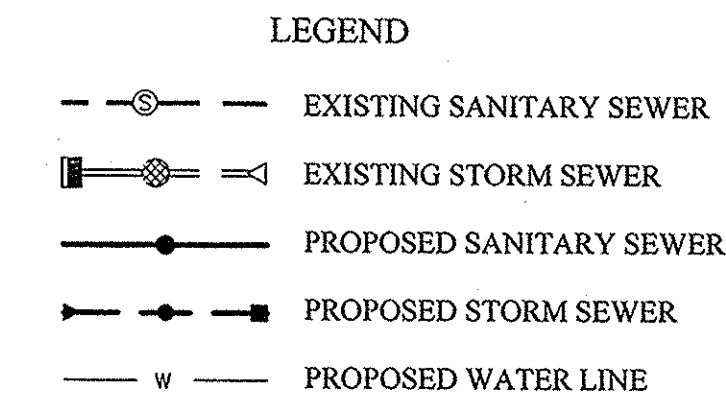 LEGEND
S EXISTING SANITARY SEWER
EXISTING STORM SEWER
PROPOSED SANITARY SEWER
PROPOSED STORM SEWER
W PROPOSED WATER LINE